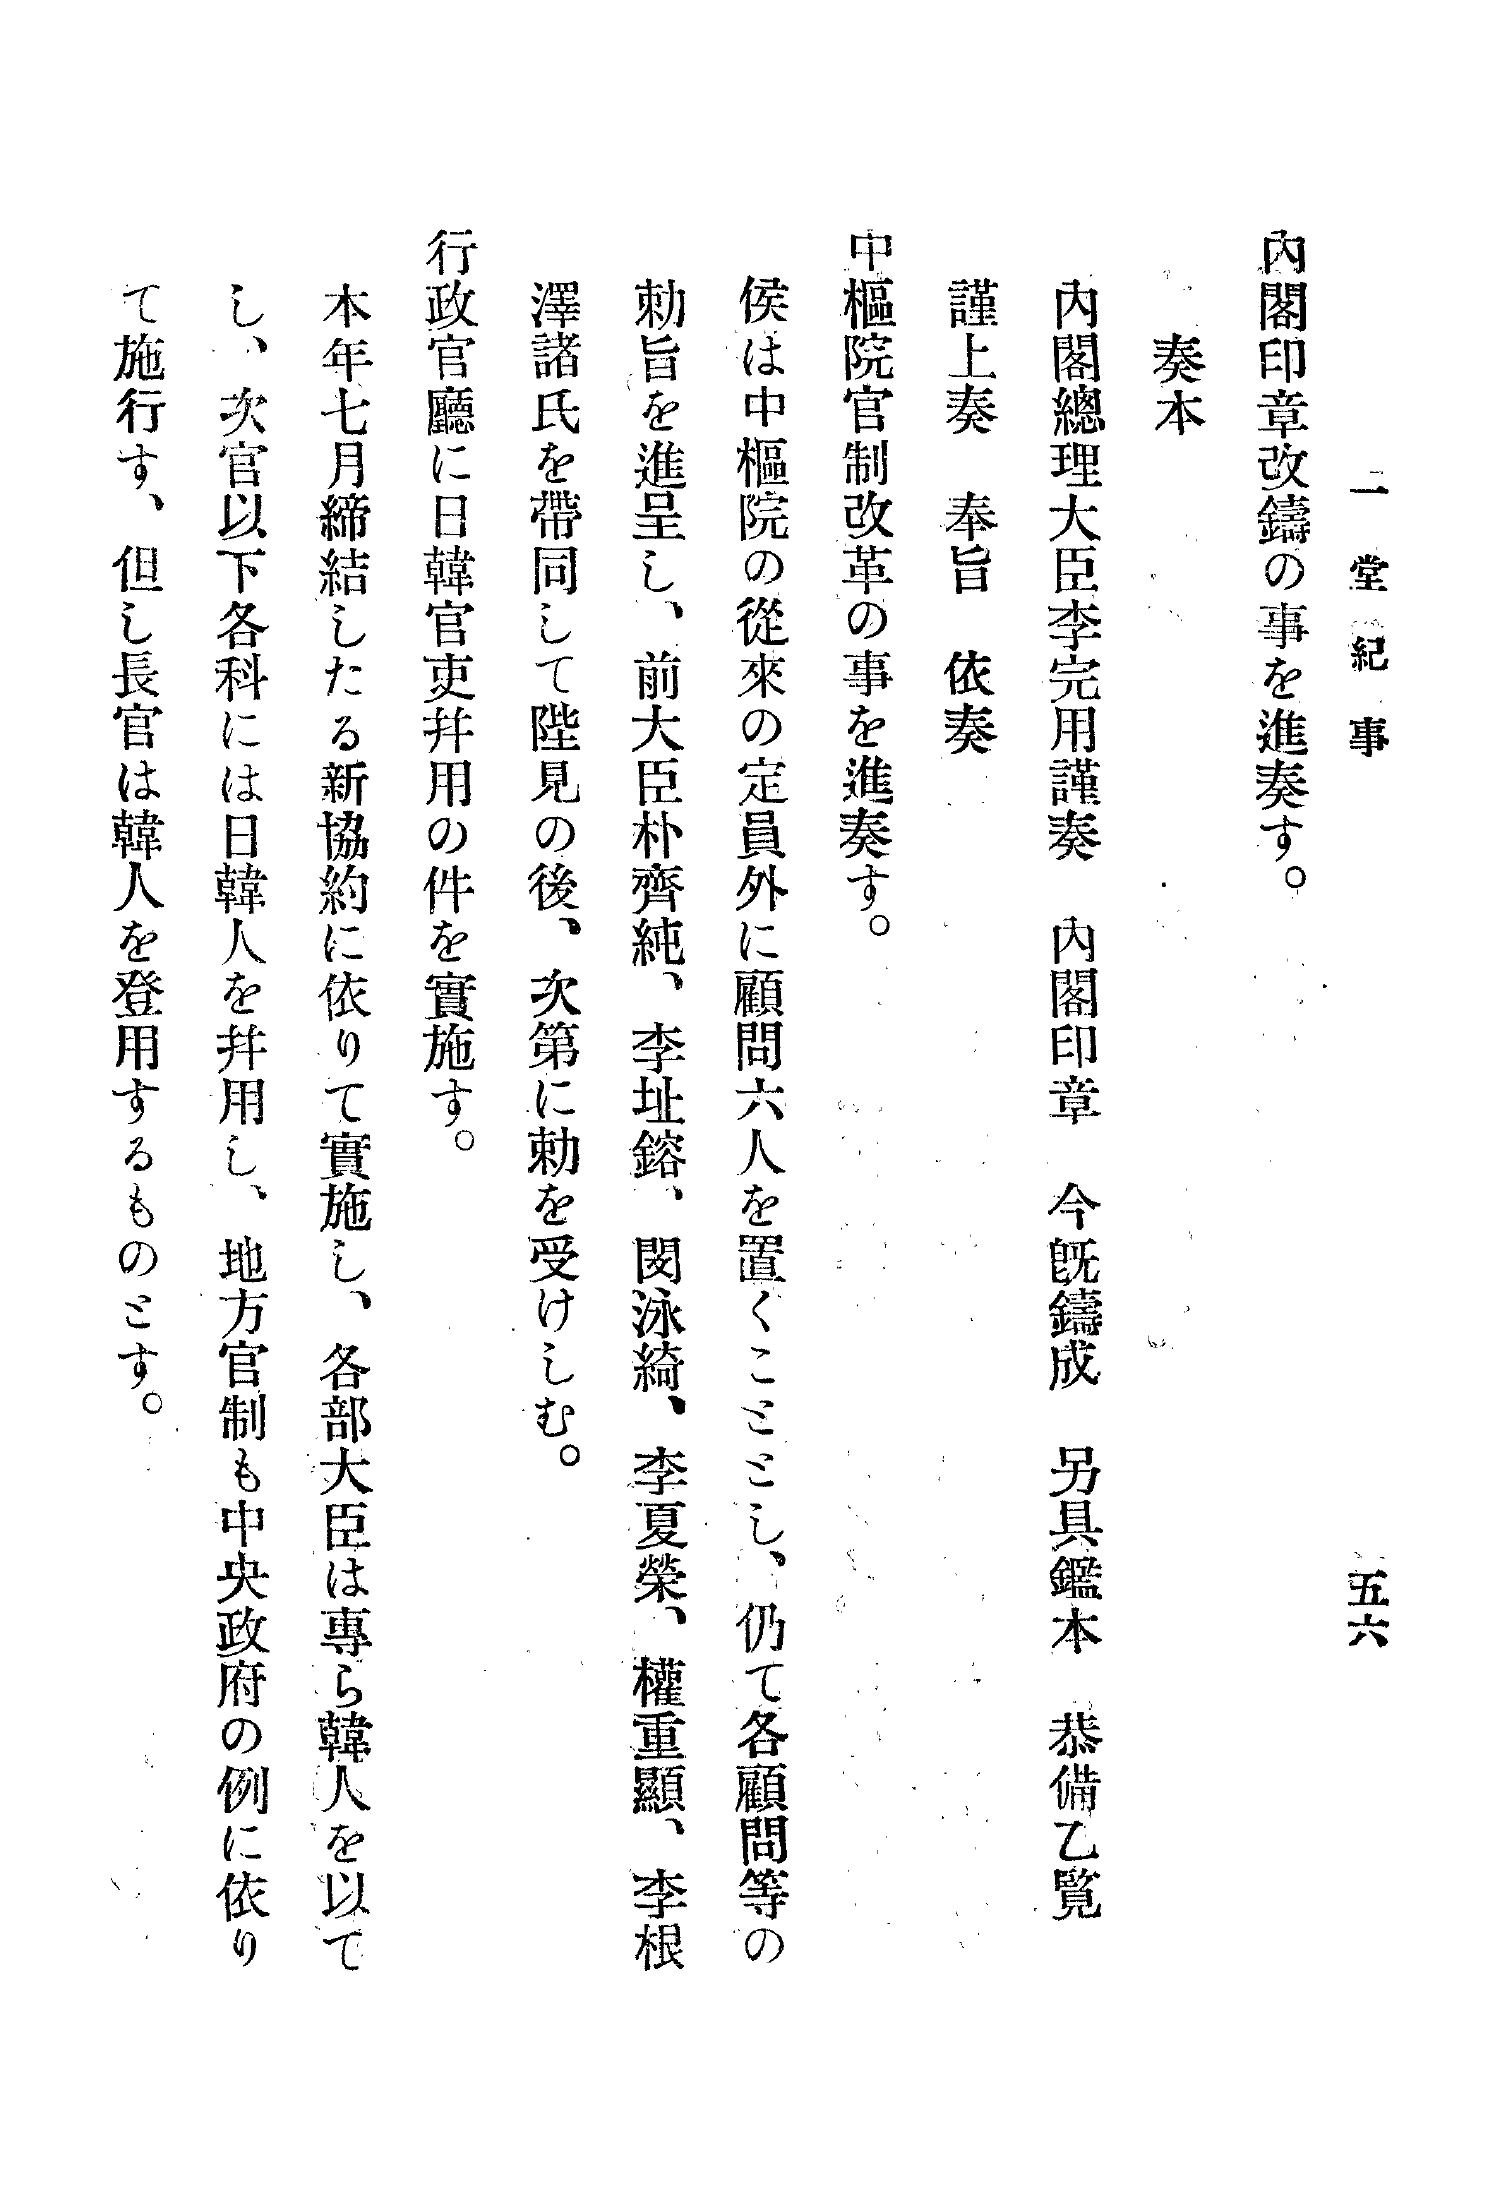 一堂紀事 五六
內閣印章改鑄の事を進奏す。
奏本
內閣總理大臣李完用謹奏 內閣印章 今旣鑄成 另具鑑本 恭備乙覽
謹上奏 奉旨 依奏
中樞院官制改革の事を進奏す。
侯は中樞院の從來の定員外に顧問六人を置くこととし、仍て各顧問等の
勅旨を進呈し、前大臣朴齊純、李址鎔、閔泳綺、李夏榮、權重顯、李根
澤諸氏を帶同して陛見の後、次第に勅を受けしむ。
行政官廳に日韓官吏幷用の件を實施す。
本年七月締結したる新協約に依りて實施し、各部大臣は專ら韓人を以て
し、次官以下各科には日韓人を幷用し、地方官制も中央政府の例に依り
て施行す、但し長官は韓人を登用するものとす。